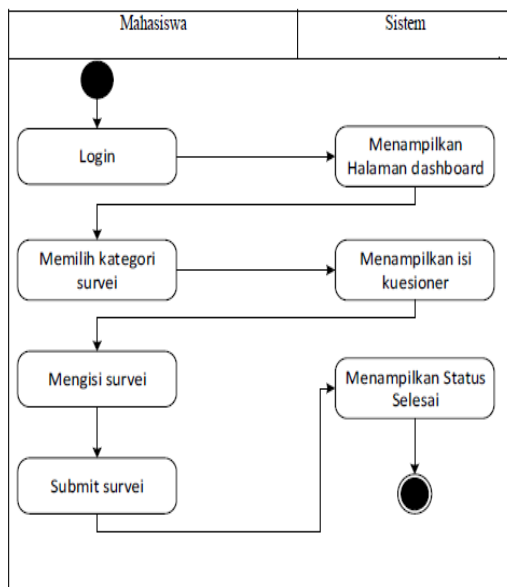 Mahasiswa
Sistem
Login
Menampilkan
Halaman dashboard
Memilih kategori
survei
Menampilkan isi
kuesioner
Mengisi survei
Menampilkan Status
Selesai
Submit survei